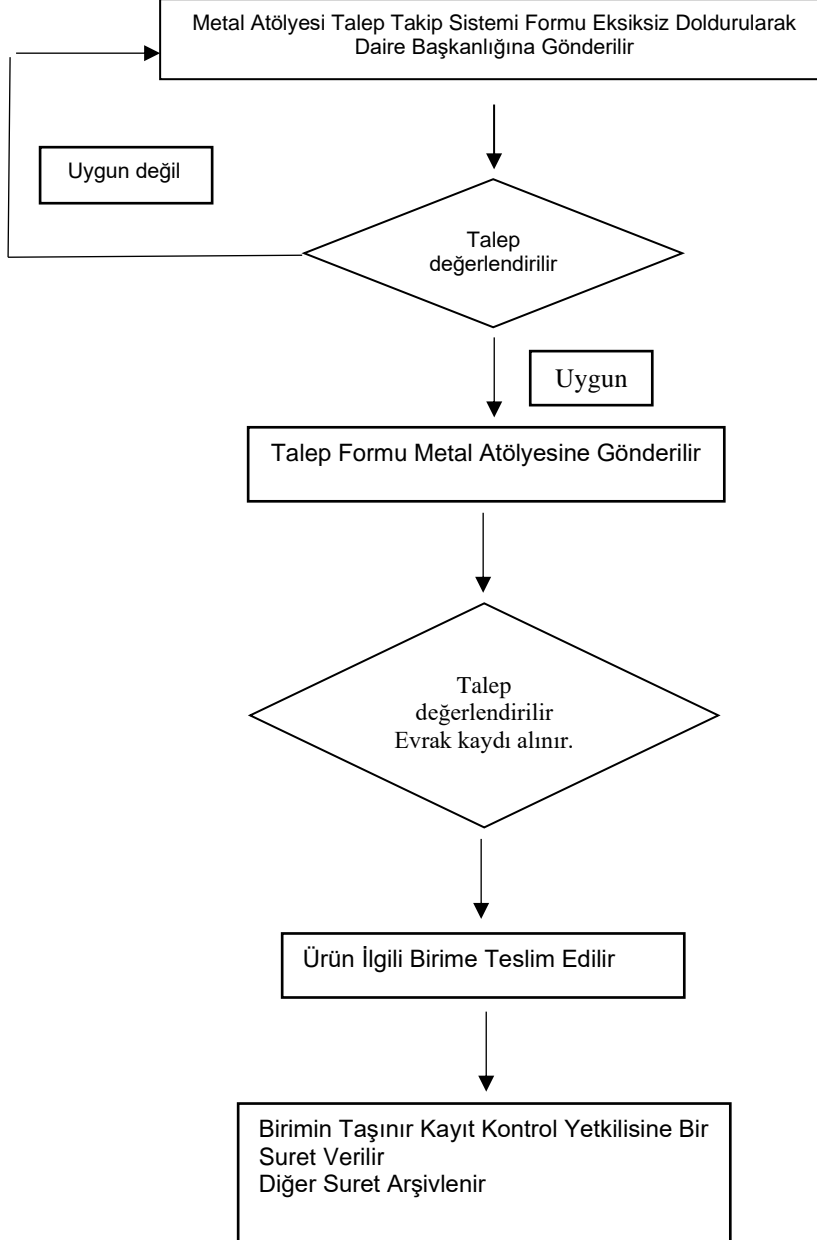 Metal Atölyesi Talep Takip Sistemi Formu Eksiksiz Doldurularak
Daire Başkanlığına Gönderilir
Uygun değil
Talep
değerlendirilir
Uygun
Talep Formu Metal Atölyesine Gönderilir
Talep
değerlendirilir
Evrak kaydı alınır.
Ürün İlgili Birime Teslim Edilir
Birimin Taşınır Kayıt Kontrol Yetkilisine Bir
Suret Verilir
Diğer Suret Arşivlenir